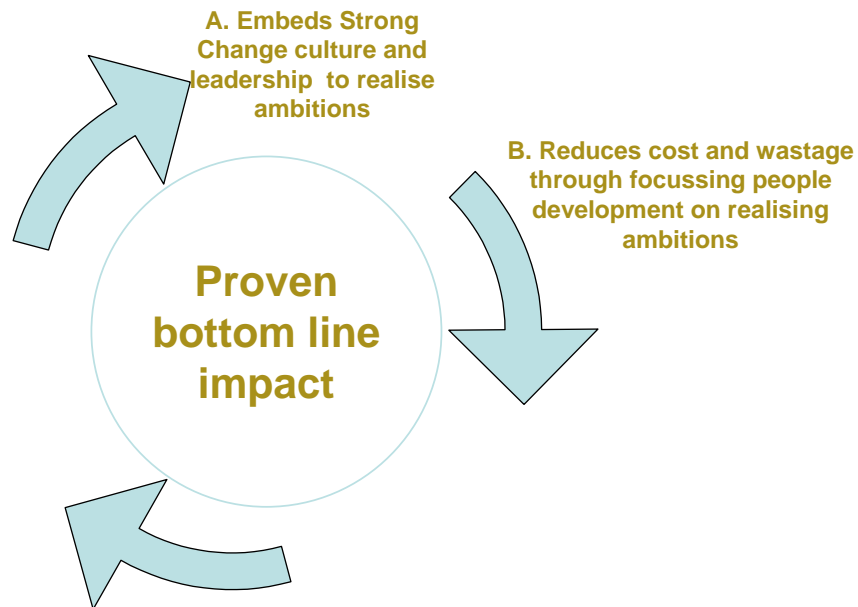 A. Embeds Strong
Change culture and
leadership to realise
ambitions
B. Reduces cost and wastage
through focussing people
development on realising
ambitions
Proven
bottom line
impact